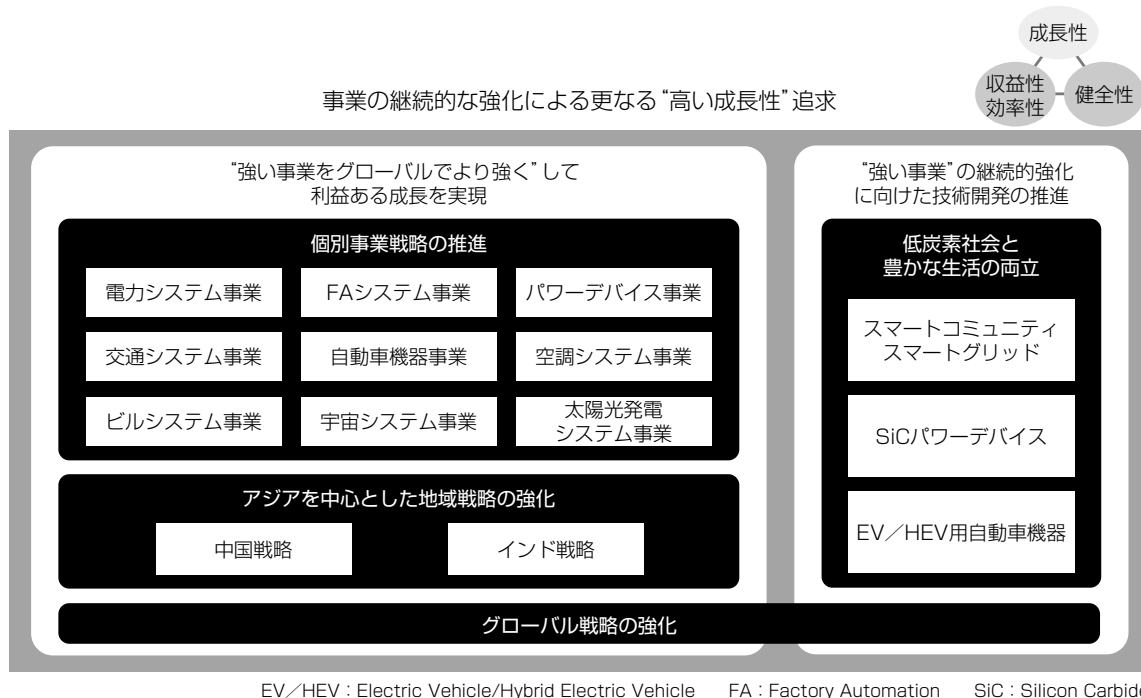 成長性
収益性
効率性
健全性
事業の継続的な強化による更なる“高い成長性”追求
“強い事業をグローバルでより強く”して
利益ある成長を実現
個別事業戦略の推進
電力システム事業
FAシステム事業
パワーデバイス事業
交通システム事業
自動車機器事業
空調システム事業
ビルシステム事業
宇宙システム事業
太陽光発電
システム事業
アジアを中心とした地域戦略の強化
中国戦略
インド戦略
“強い事業”の継続的強化
に向けた技術開発の推進
低炭素社会と
豊かな生活の両立
スマートコミュニティ
スマートグリッド
SiCパワーデバイス
EV／HEV用自動車機器
グローバル戦略の強化
EV／HEV：Electric Vehicle/Hybrid Electric Vehicle　FA：Factory Automation　SiC：Silicon Carbide